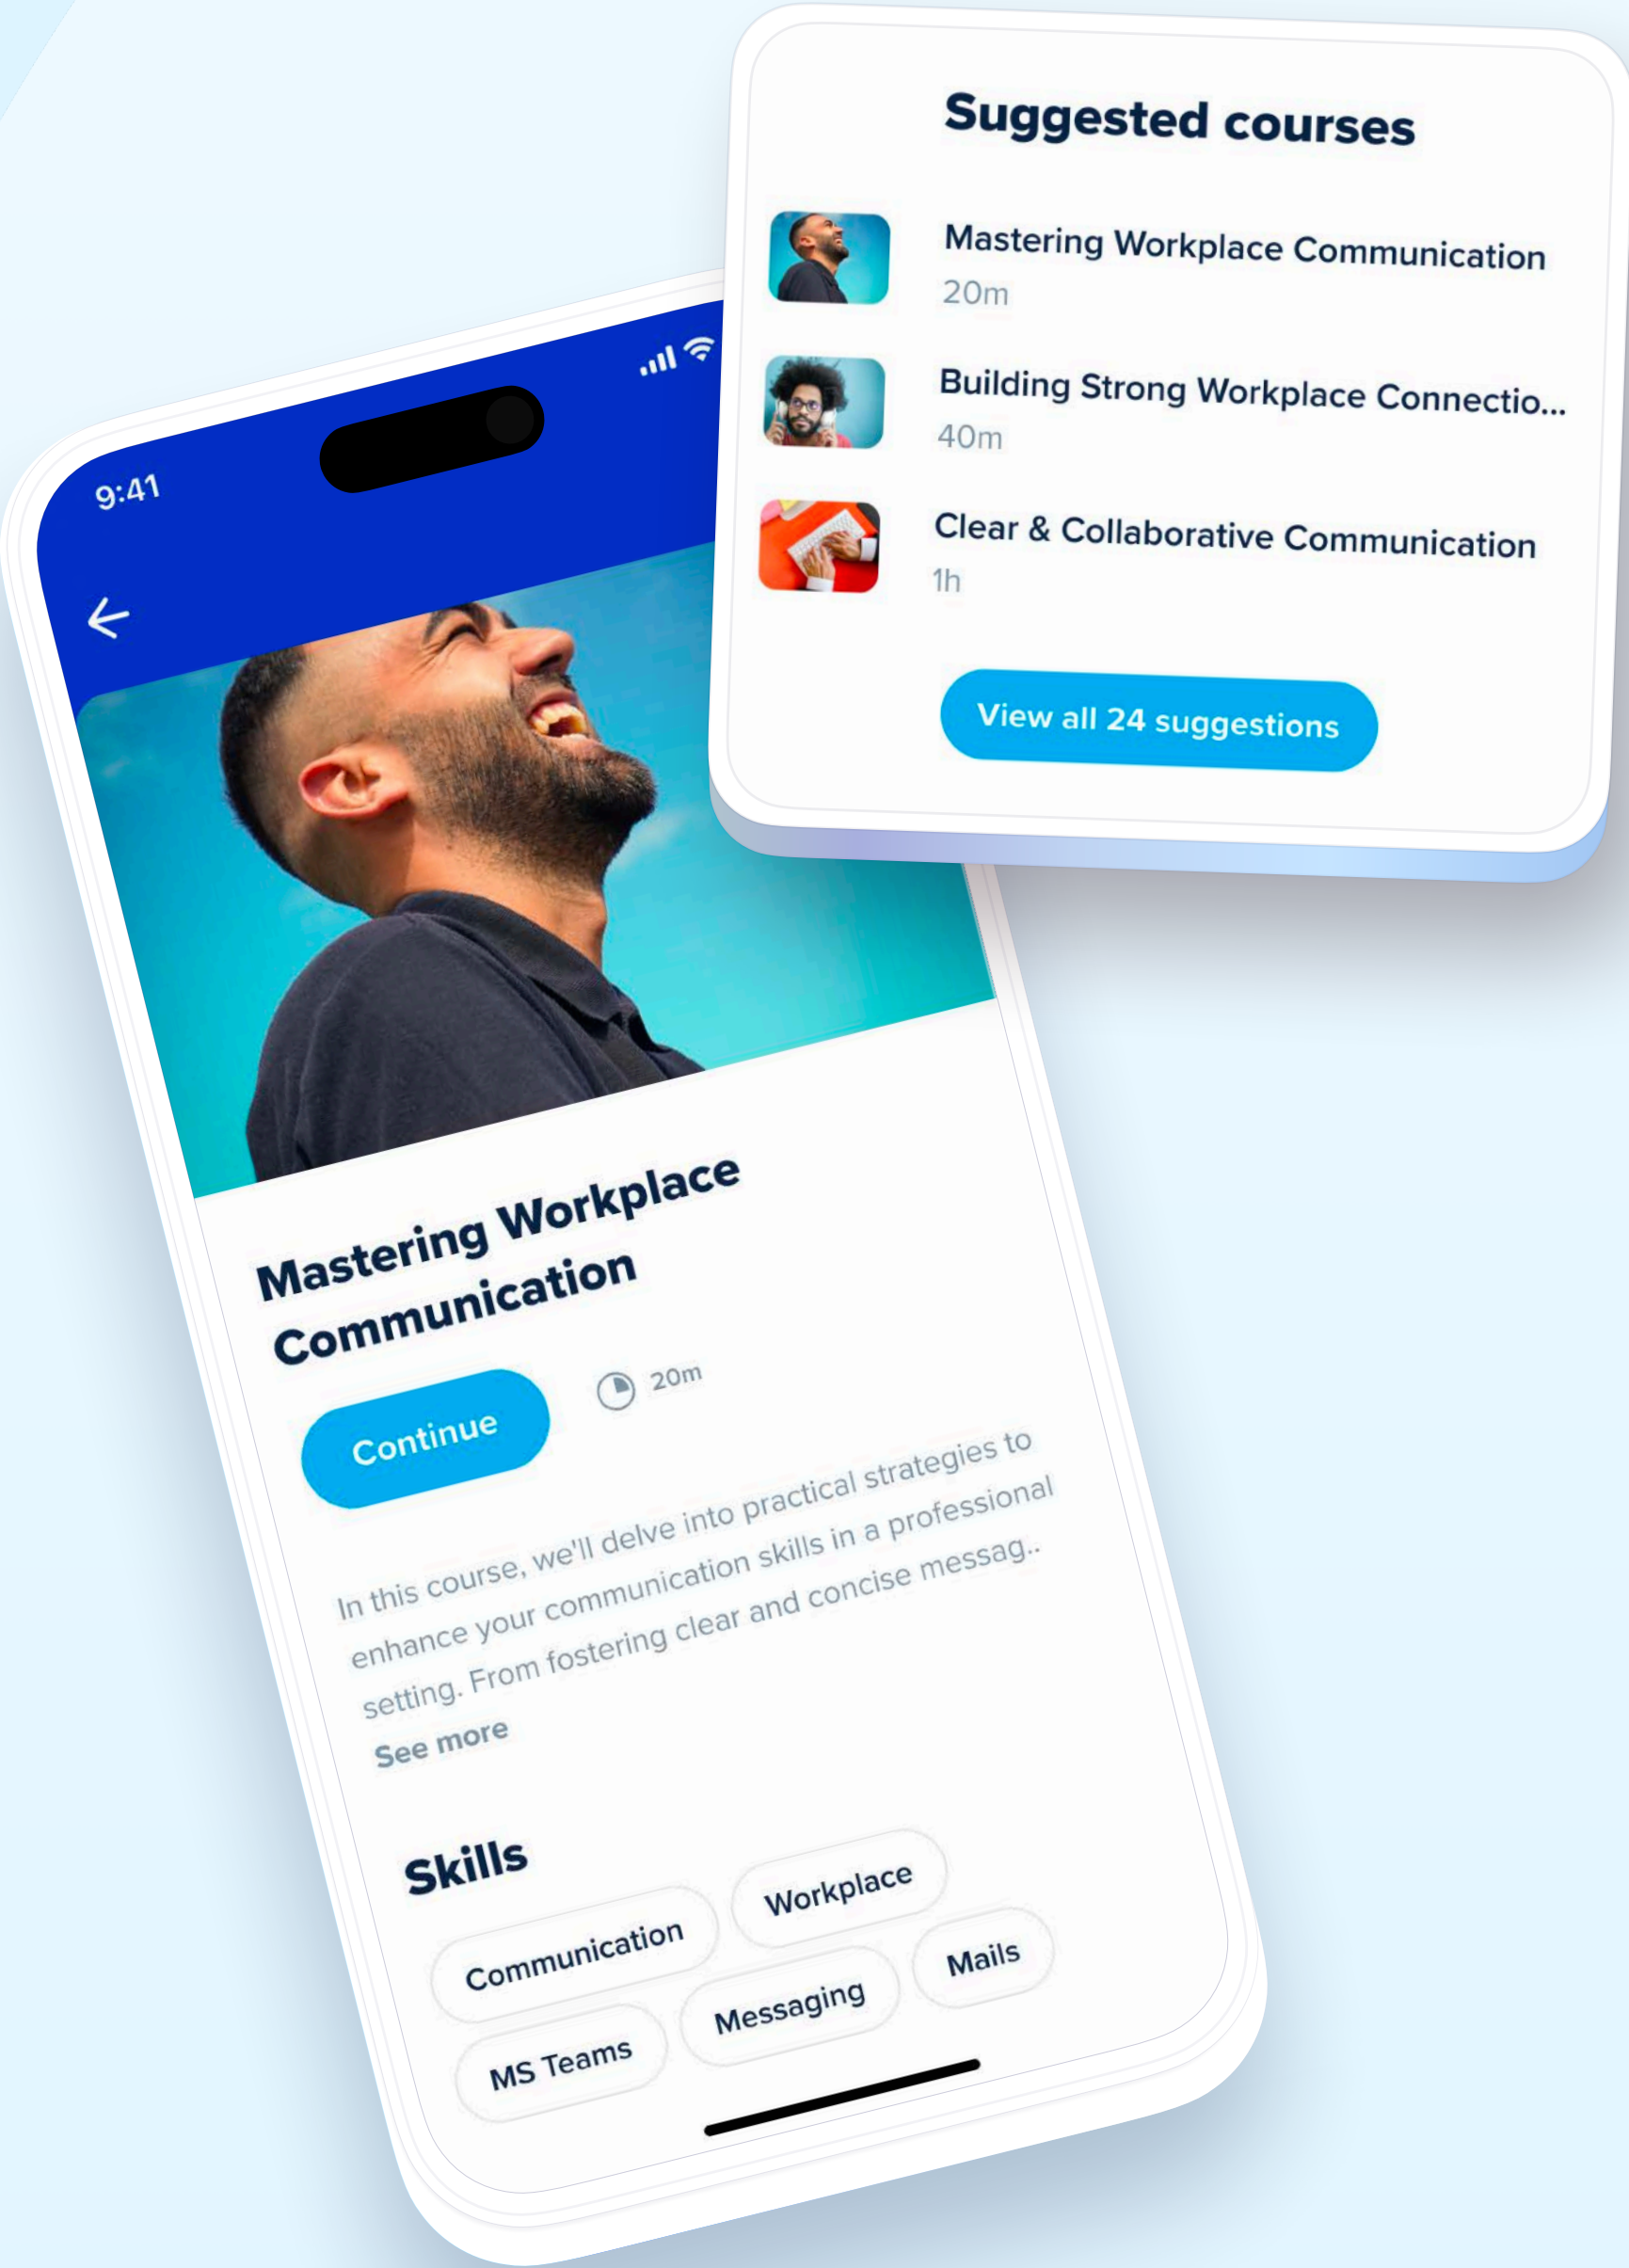 Suggested courses
Mastering Workplace Communication
20m
Building Strong Workplace Connectio...
40m
Clear & Collaborative Communication
1h
View all 24 suggestions
9:41
Mastering Workplace
Communication
Continue
20m
In this course, we'll delve into practical strategies to
enhance your communication skills in a professional
setting. From fostering clear and concise messag..
See more
Skills
Communication
Workplace
MS Teams
Messaging
Mails